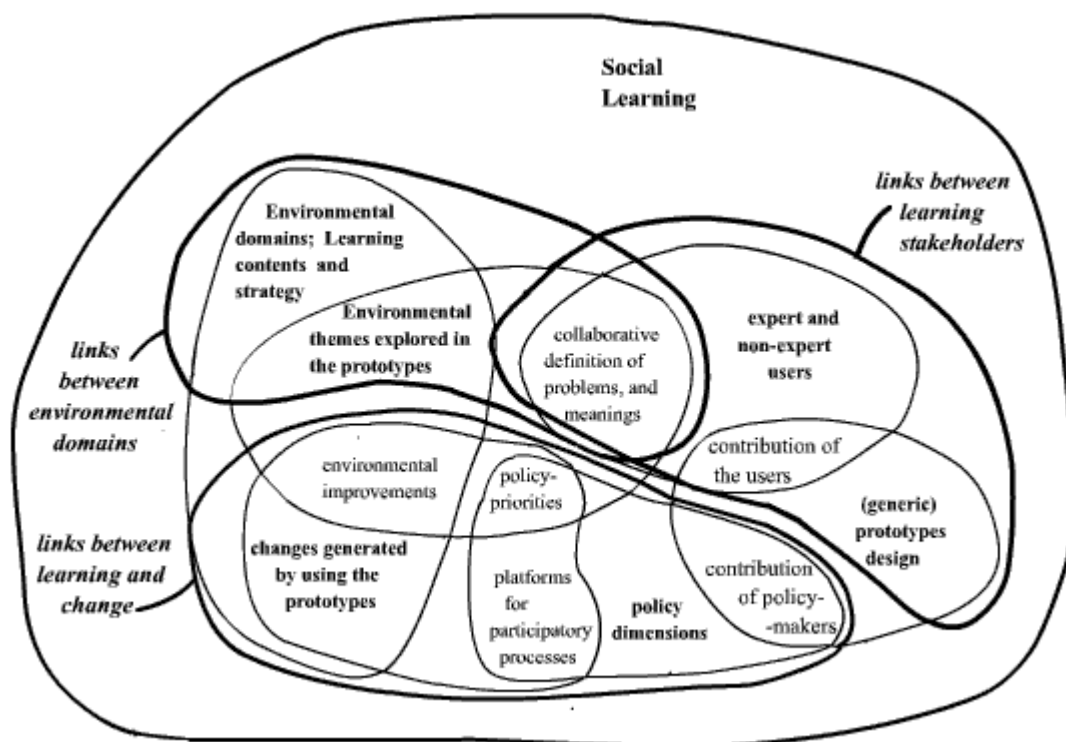 Social
Learning
links between
learning
stakeholders
Environmental
domains; Learning
contents and
strategy
Environmental
themes explored in
the prototypes
collaborative
definition of
problems, and
meanings
expert and
non-expert
users
links
between
environmental
domains
contribution of
the users
environmental
improvements
policy-
priorities
(generic)
prototypes
design
links between
learning and
change
changes generated
by using the
prototypes
platforms
for
participatory
processes
policy
dimensions
contribution
of policy-
-makers